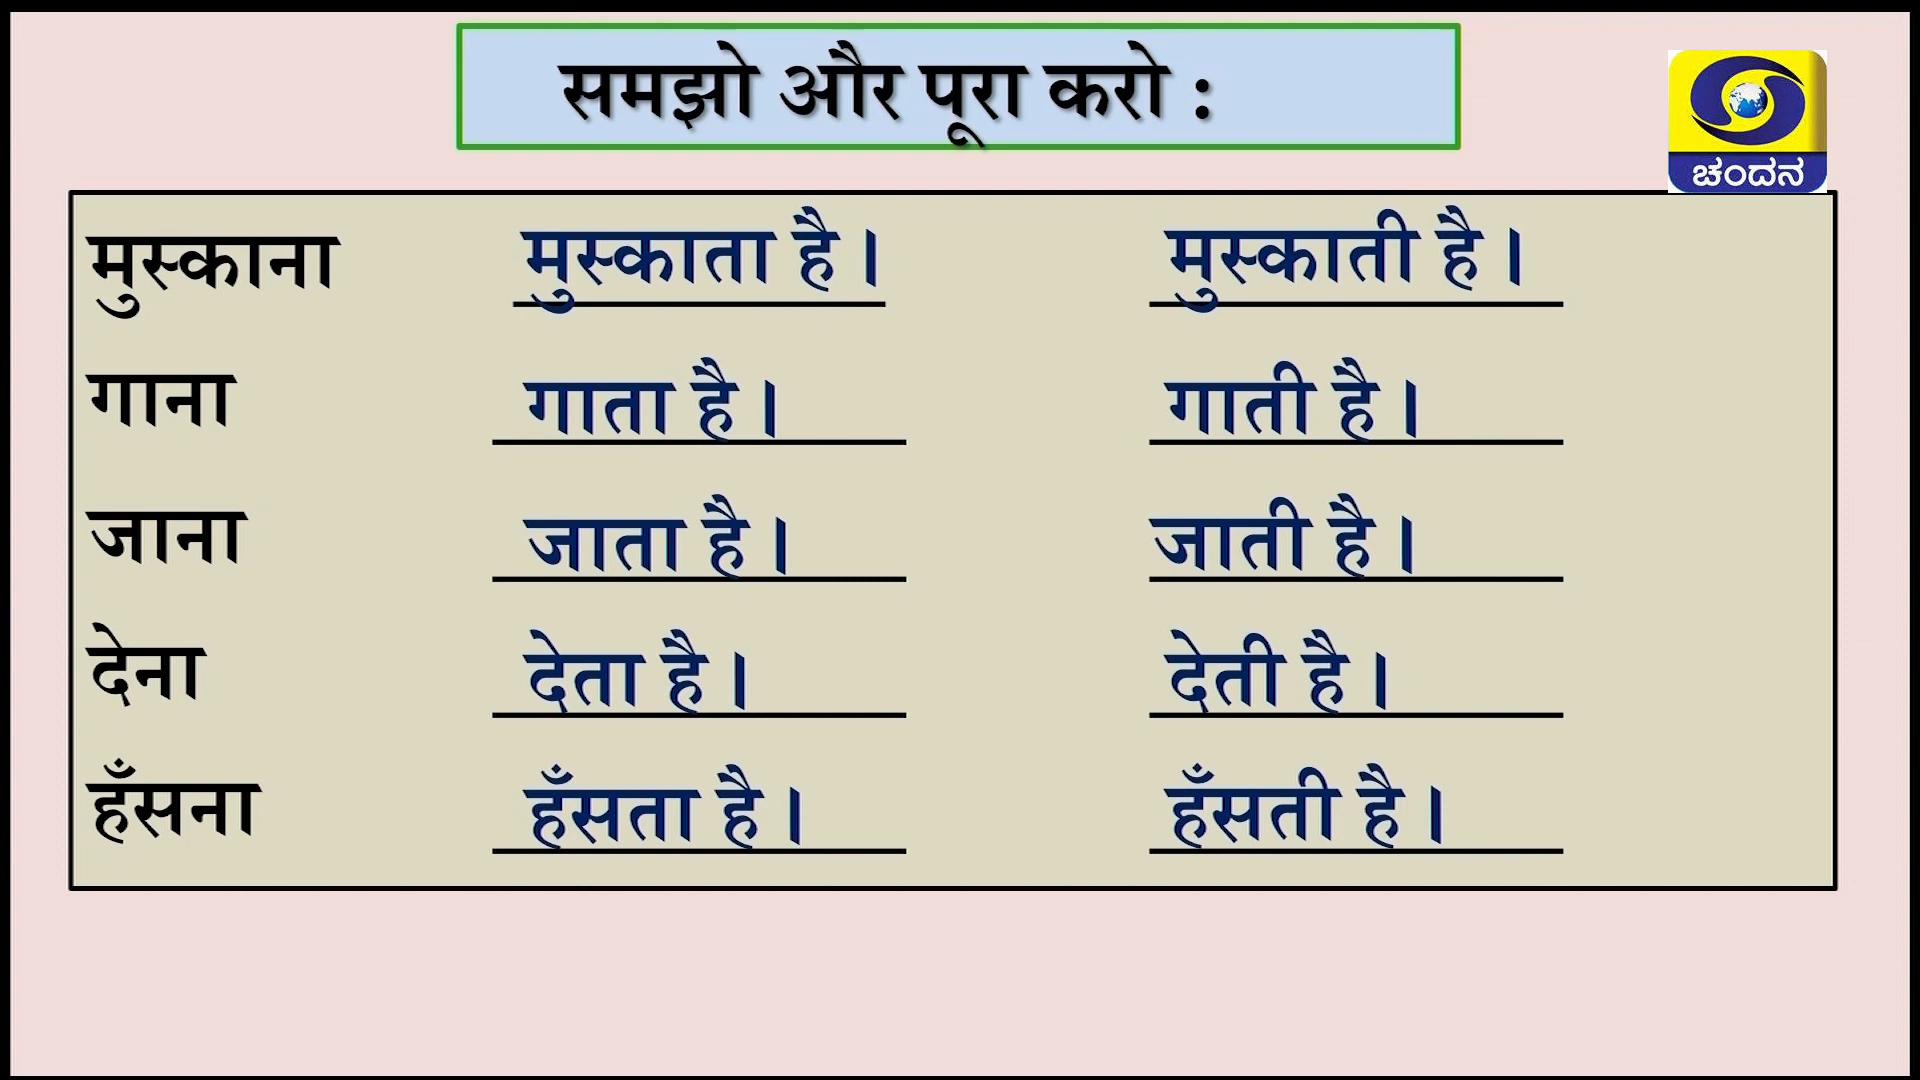 समझो और पूरा करो :
ಚಂದನ
मुस्काना मुस्काता है । मुस्काती है ।
गाना गाता है । गाती है ।
जाना जाता है । जाती है ।
देना देता है । देती है ।
हँसना हँसता है । हँसती है ।